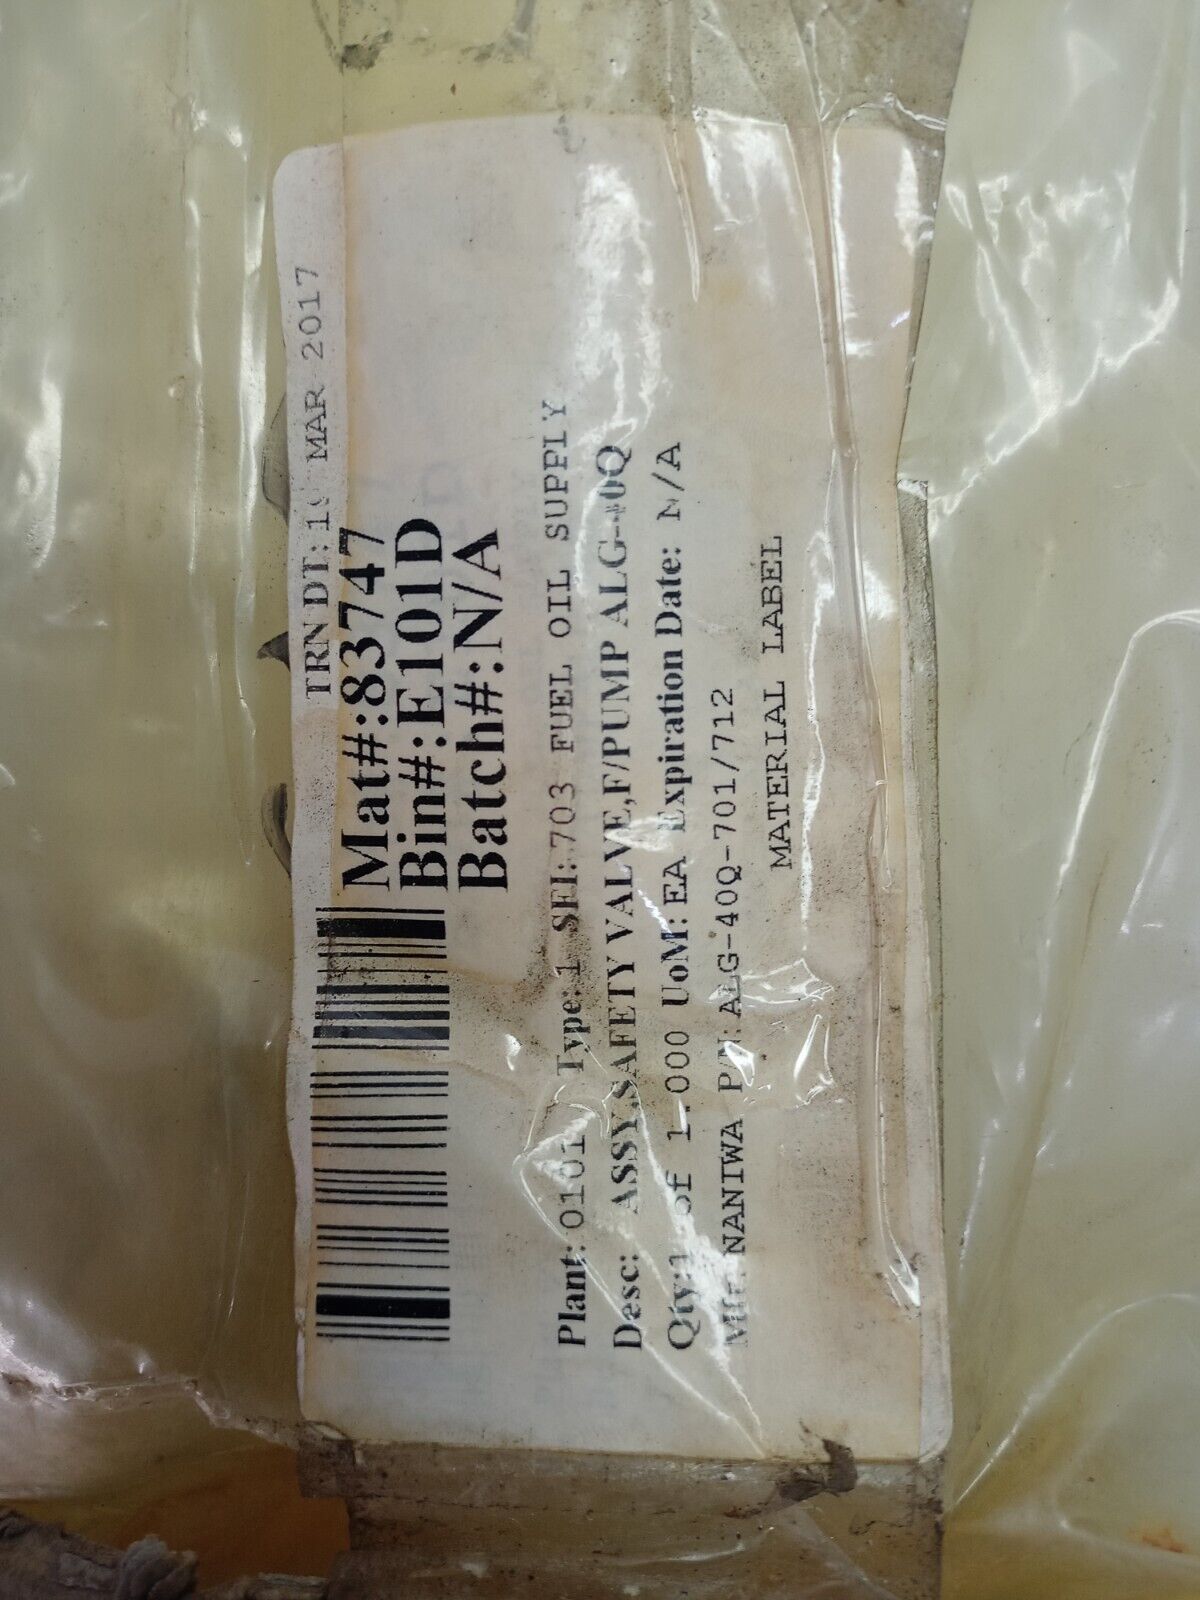 TRN DT: MAR 2017
Mat#:83747
Bin#:E101D
Batch#:N/A
Plant: 0101 Type: 1 SFI: 703 FUEL OIL SUPPLY
Desc: ASSY,SAFETY VALVE,F/PUMP ALG-40Q
Qty:1 of 1.000 UoM: EA Expiration Date: N/A
Mfr: NANIWA P/N: ALG-40Q-701/712
MATERIAL LABEL